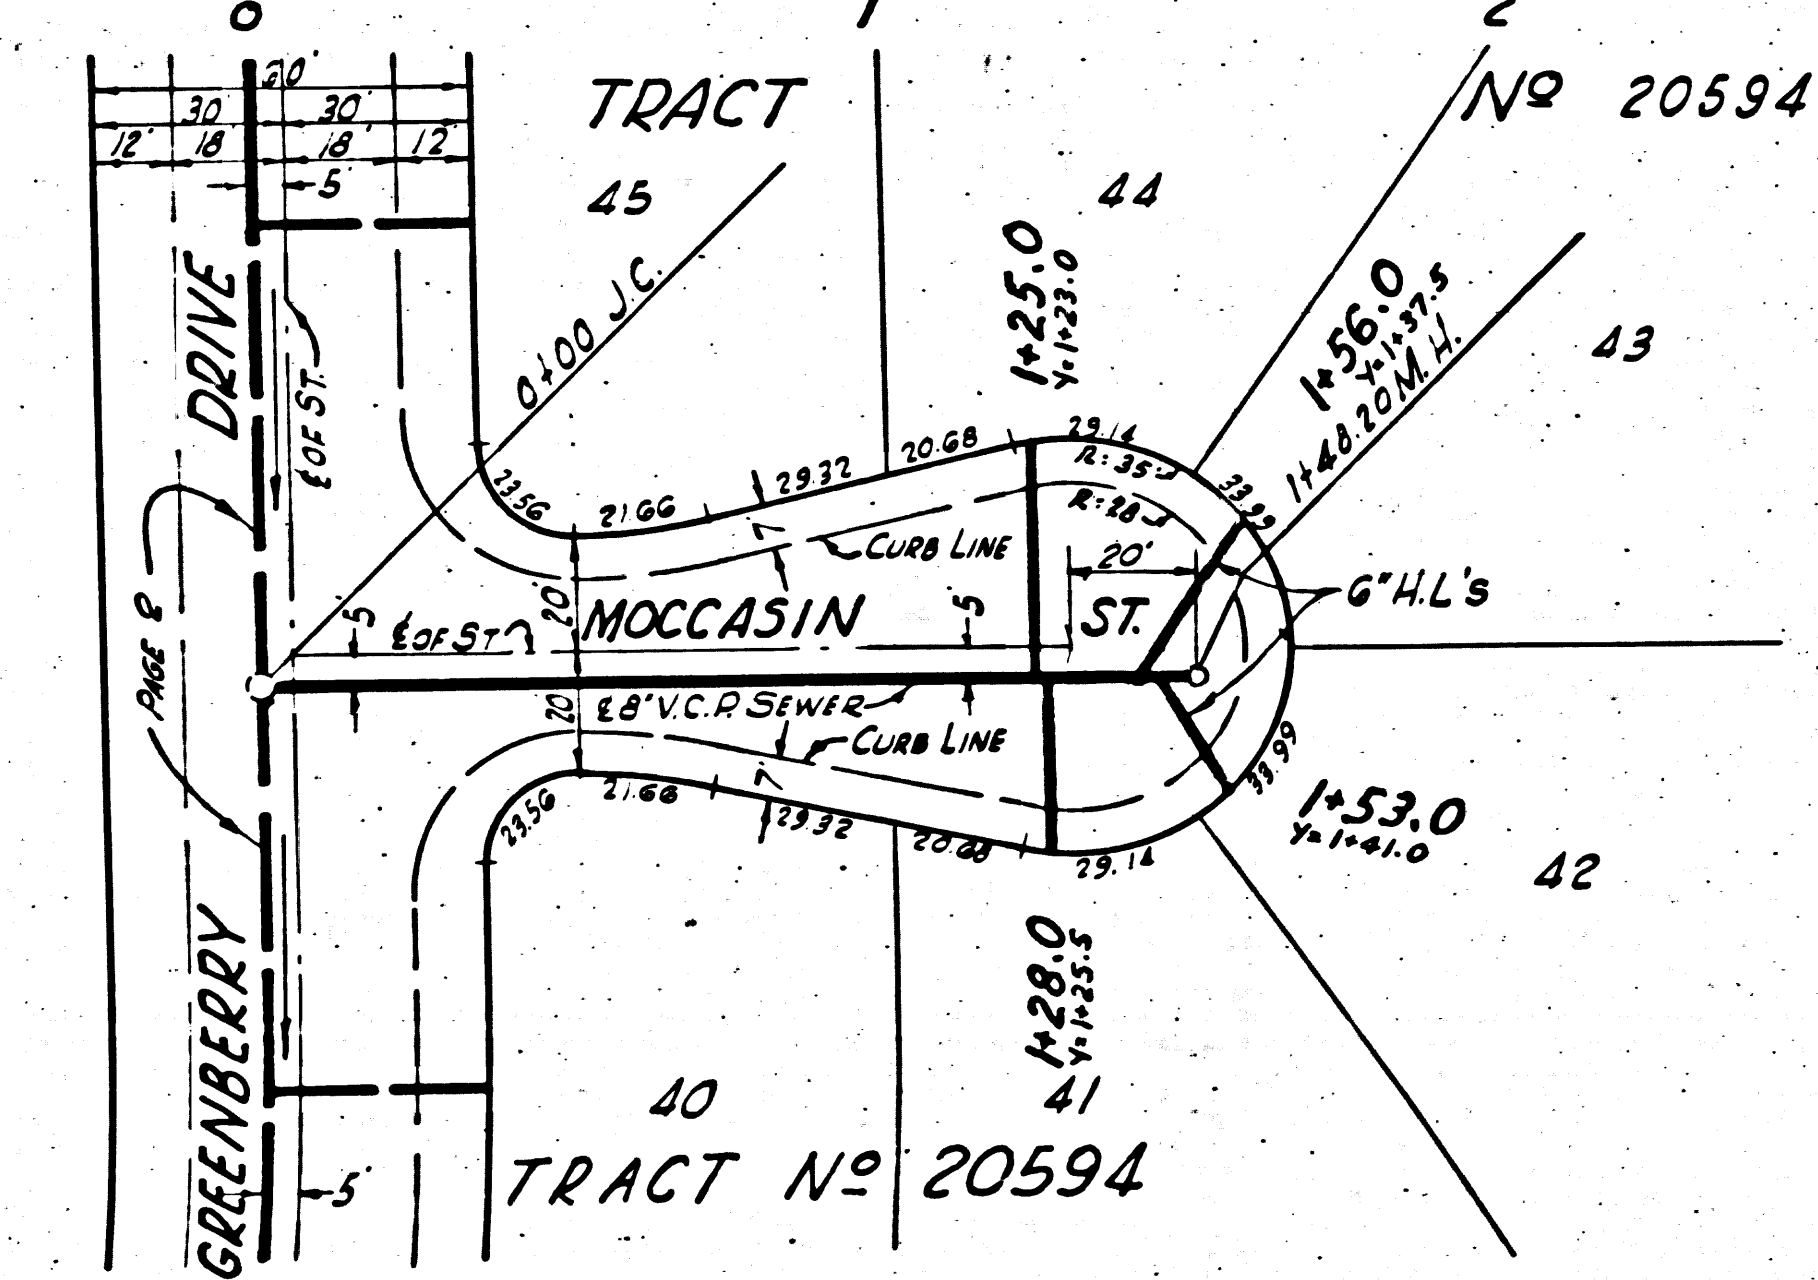 0 1 2
60'
30' 30'
12' 18' 18' 12'
5'
TRACT Nº 20594
45
44
43
42
41
40
0+00 J.C.
1+25.0
Y=1+23.0
1+56.0
Y=1+37.5
1+48.20 M.H.
DRIVE
℄ OF ST.
23.56
21.66
29.32
20.68
29.14
R=35'
R=28'
33.99
7'
CURB LINE
20'
6" H.L's
20'
MOCCASIN ST.
5'
℄ OF ST
5'
PAGE 8
℄ 8" V.C.P. SEWER
20'
CURB LINE
7'
23.56
21.66
29.32
20.68
29.14
33.99
1+53.0
Y=1+41.0
1+28.0
Y=1+25.5
GREENBERRY
5'
TRACT Nº 20594